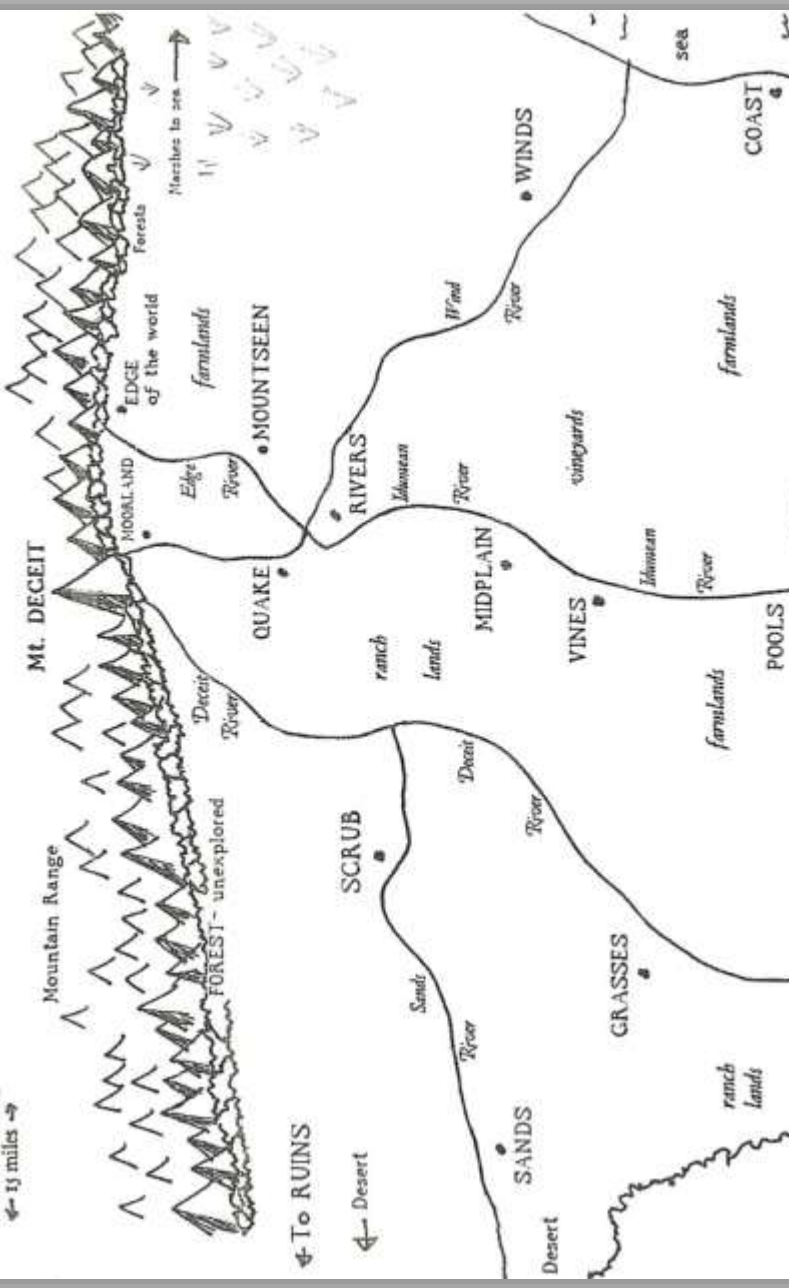 15 miles
Mt. DECEIT
Mountain Range
MOORLAND
EDGE
of the world
Forests
Marshes to sea
FOREST- unexplored
Deceit
River
Edge
River
farmlands
QUAKE
MOUNTSEEN
To RUINS
Desert
SCRUB
RIVERS
ranch
lands
Idumean
River
Sands
River
Wind
River
Deceit
River
MIDPLAIN
WINDS
SANDS
Desert
VINES
vineyards
GRASSES
Idumean
River
sea
farmlands
farmlands
ranch
lands
COAST
POOLS